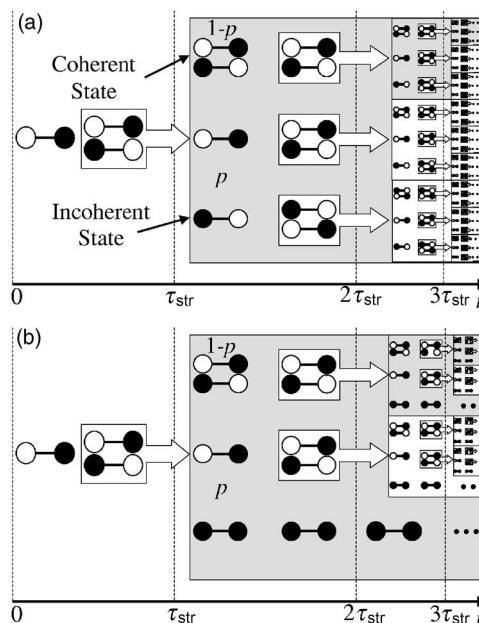 (a)
1-p
Coherent
State
p
Incoherent
State
0 τstr 2τstr 3τstr t
(b)
1-p
p
0 τstr 2τstr 3τstr t